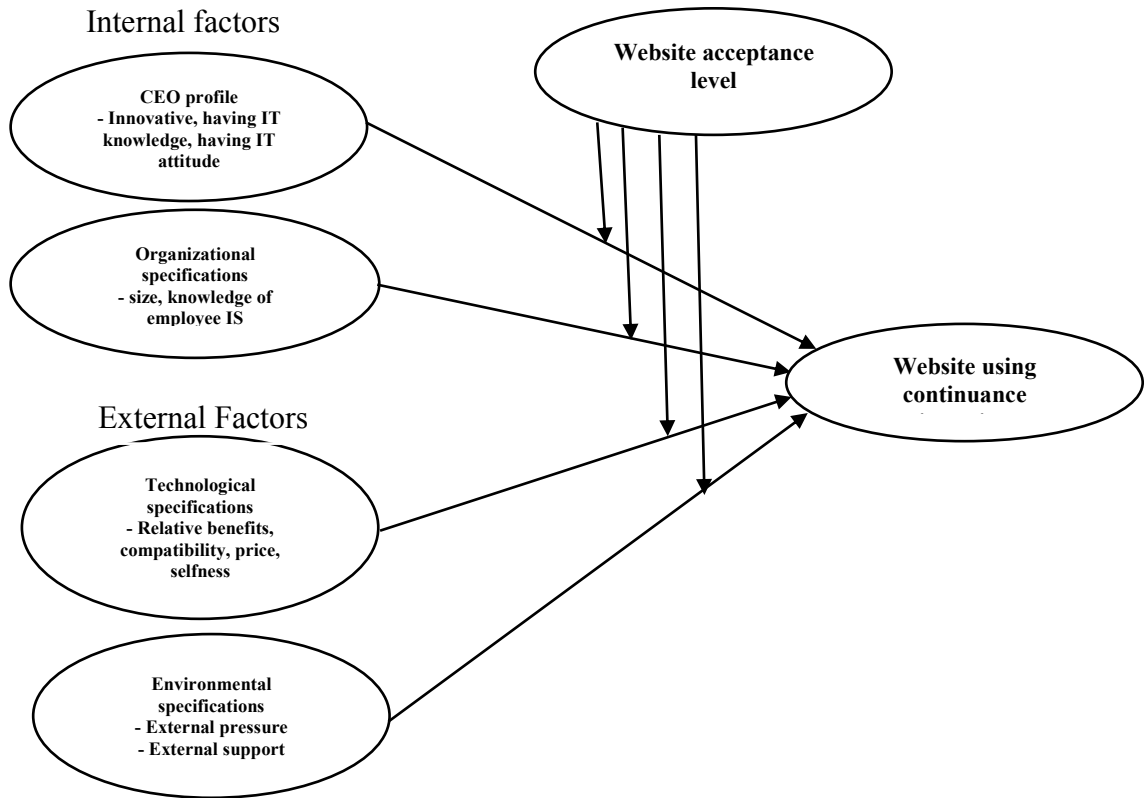 Internal factors
CEO profile
- Innovative, having IT
knowledge, having IT
attitude
Organizational
specifications
- size, knowledge of
employee IS
External Factors
Technological
specifications
- Relative benefits,
compatibility, price,
selfness
Environmental
specifications
- External pressure
- External support
Website acceptance
level
Website using
continuance